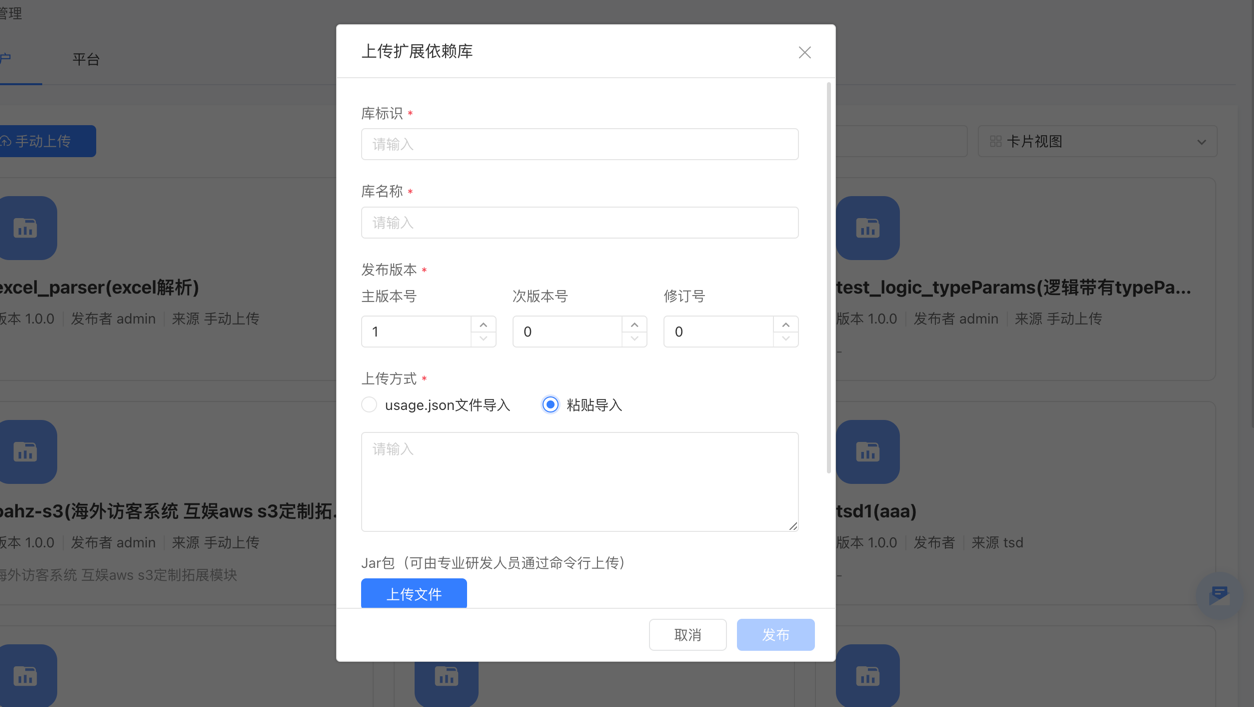 管理
户
平台
手动上传
卡片视图
excel_parser(excel解析)
版本 1.0.0
发布者 admin
来源 手动上传
test_logic_typeParams(逻辑带有typePa...
版本 1.0.0
发布者 admin
来源 手动上传
-
上传扩展依赖库
库标识 *
请输入
库名称 *
请输入
发布版本 *
主版本号
次版本号
修订号
1
0
0
上传方式 *
usage.json文件导入
粘贴导入
请输入
Jar包（可由专业研发人员通过命令行上传）
上传文件
取消
发布
bahz-s3(海外访客系统 互娱aws s3定制拓...
版本 1.0.0
发布者 admin
来源 手动上传
海外访客系统 互娱aws s3定制拓展模块
tsd1(aaa)
版本 1.0.0
发布者
来源 tsd
-